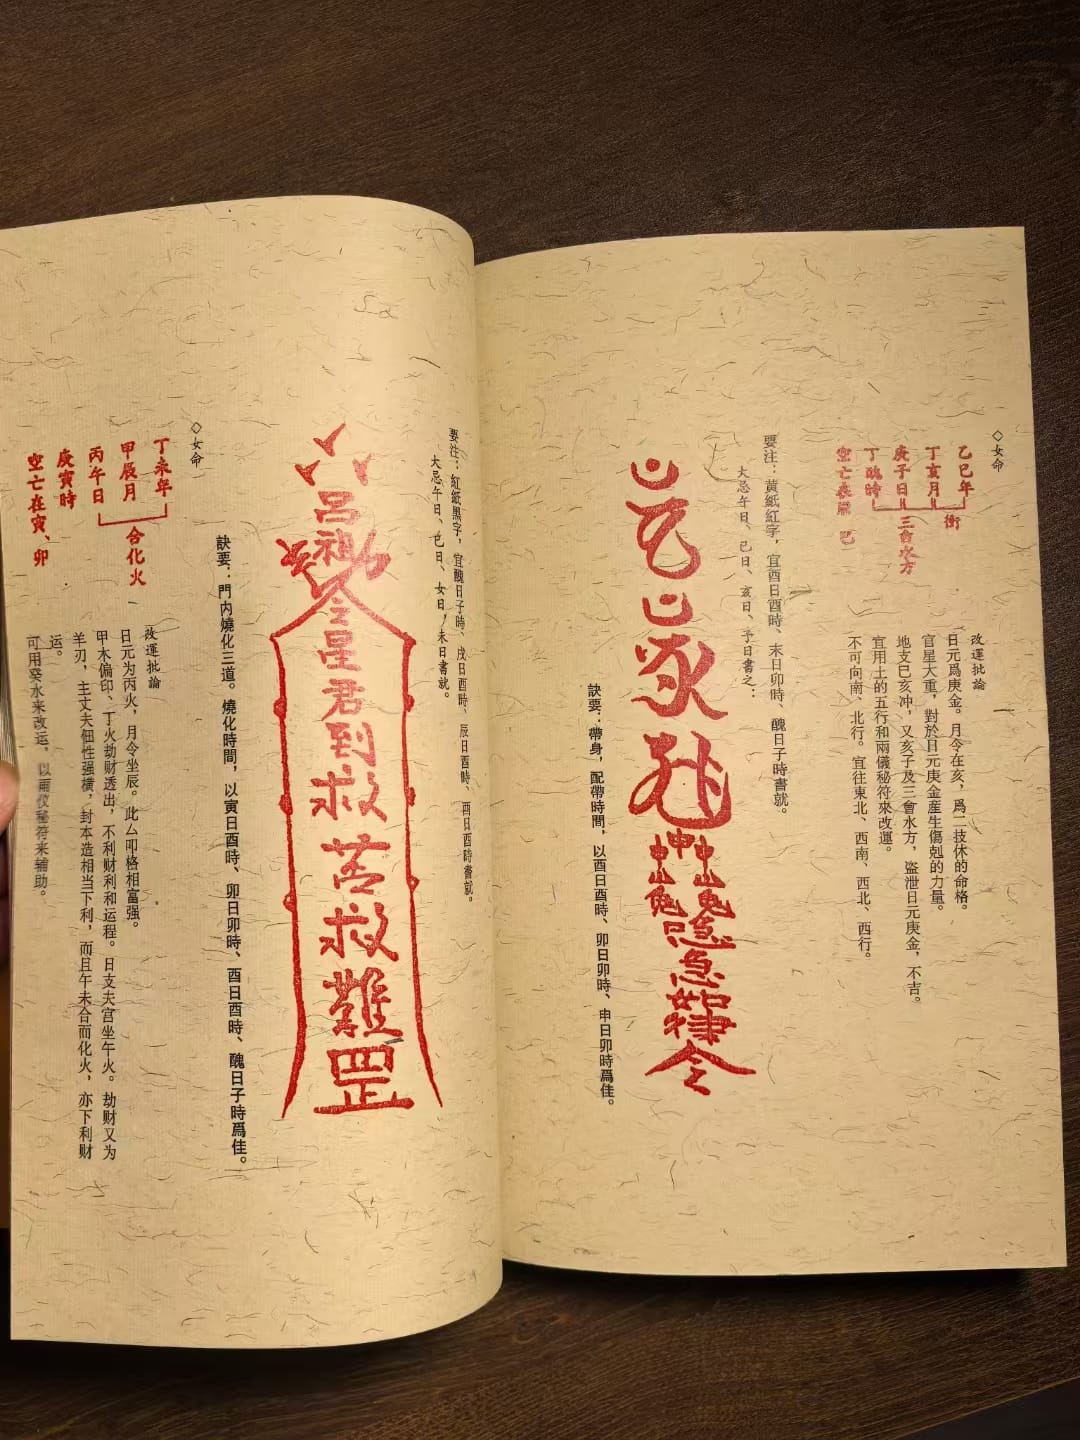 ◇女命
乙巳年
丁亥月
庚子日
丁醜時
衝
三會水方
改運批論
日元爲庚金。月令在亥，爲二技休的命格。
官星大重，對於日元庚金産生傷剋的力量。
地支巳亥冲，又亥子及三會水方，盜泄日元庚金，不吉。
宜用土的五行和兩儀秘符來改運。
不可向南、北行。宜往東北、西南、西北、西行。
要注：黄紙紅字，宜酉日酉時、末日卯時、醜日子時書就。
大忌午日、巳日、亥日、予日書之：
急如律令
訣要：帶身，配帶時間，以酉日酉時、卯日卯時、申日卯時爲佳。
要注：紅紙黑字，宜醜日子時、戌日酉時、辰日酉時、酉日酉時書就。
大忌午日、巳日、女日，未日書就。
吕祖
星君到救苦救難罡
訣要：門内燒化三道。燒化時間，以寅日酉時、卯日卯時、酉日酉時、醜日子時爲佳。
◇女命
丁未年
甲辰月
丙午日
庚寅時
空亡在寅、卯
合化火
改運批論
日元为丙火，月令坐辰。此厶叩格相富强。
甲木偏印、丁火劫财透出，不利财利和运程。日支夫宫坐午火。劫财又为
羊刃，主丈夫佃性强横，封本造相当下利，而且午未合而化火，亦下利财
运。
可用癸水来改运，以兩仪秘符来辅助。